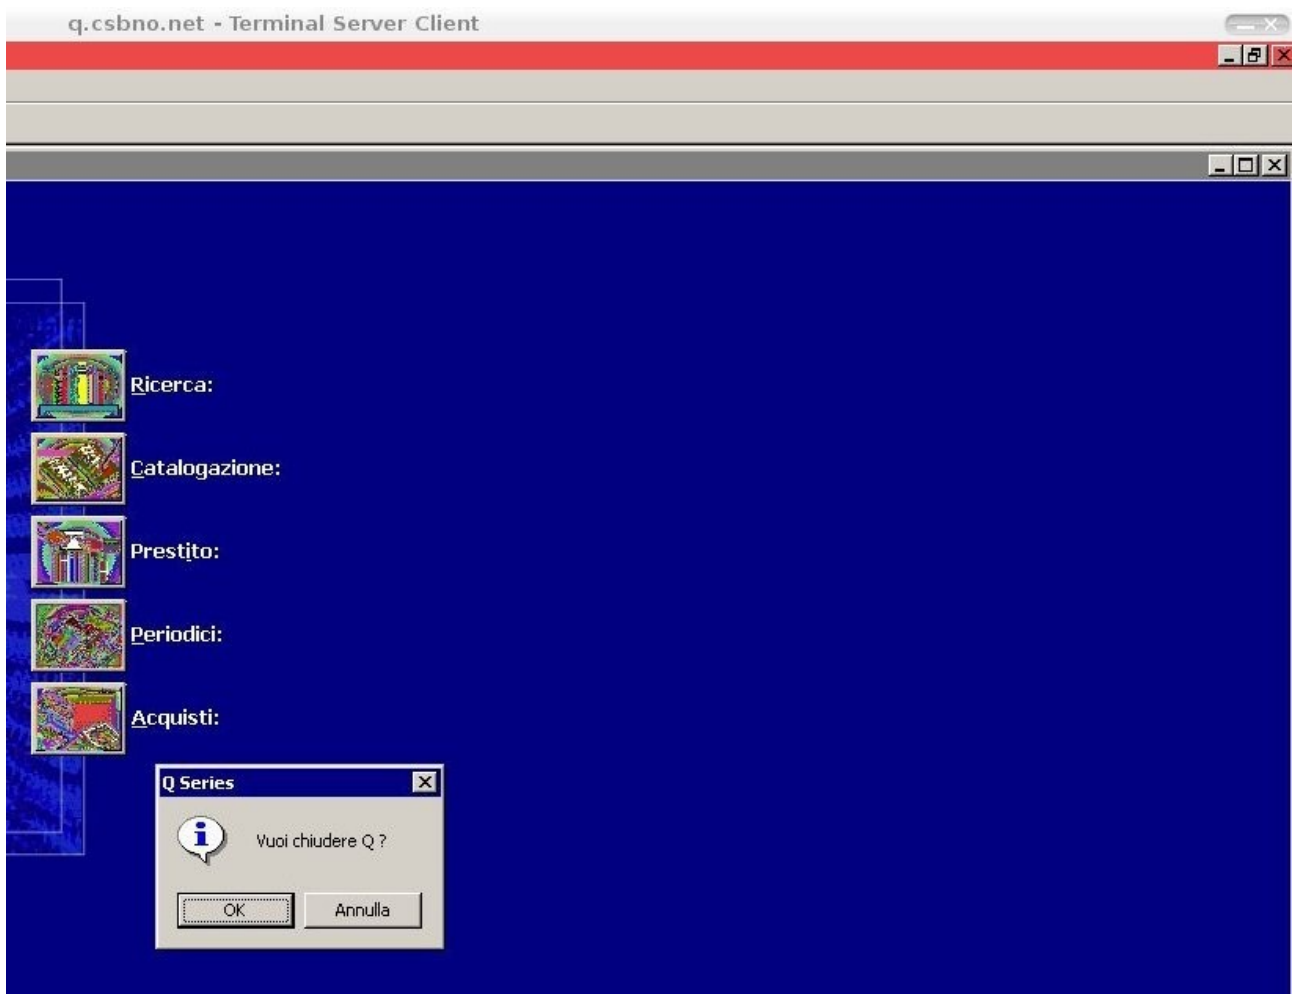 q.csbno.net - Terminal Server Client
Ricerca:
Catalogazione:
Prestito:
Periodici:
Acquisti:
Q Series
Vuoi chiudere Q ?
OK Annulla